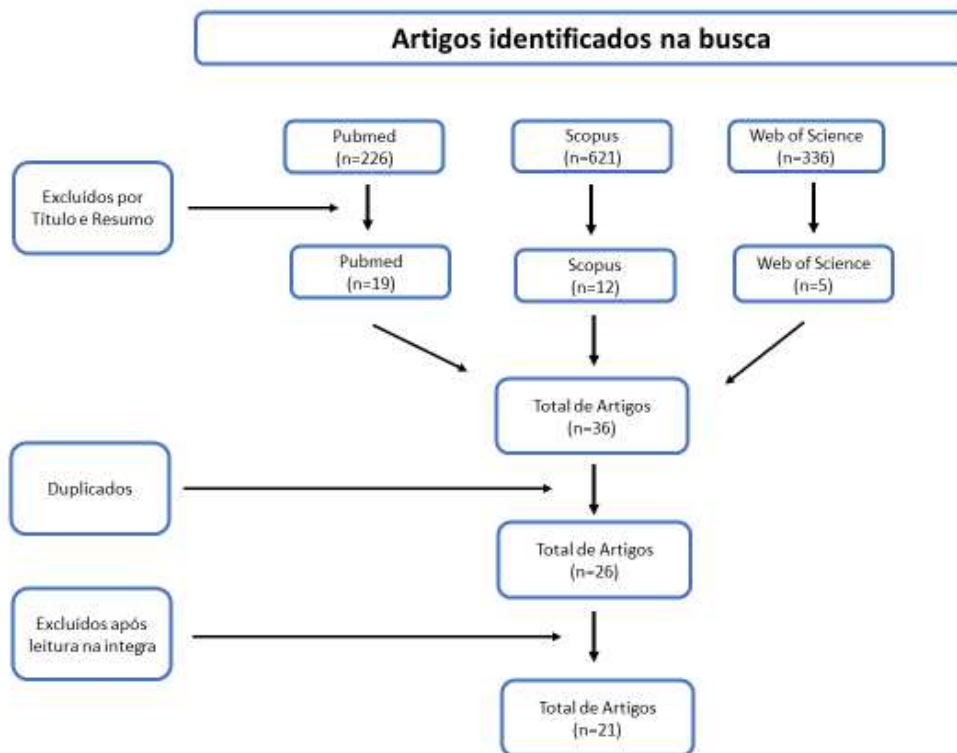 Artigos identificados na busca
Pubmed
(n=226)
Scopus
(n=621)
Web of Science
(n=336)
Excluídos por
Título e Resumo
Pubmed
(n=19)
Scopus
(n=12)
Web of Science
(n=5)
Total de Artigos
(n=36)
Duplicados
Total de Artigos
(n=26)
Excluídos após
leitura na integra
Total de Artigos
(n=21)